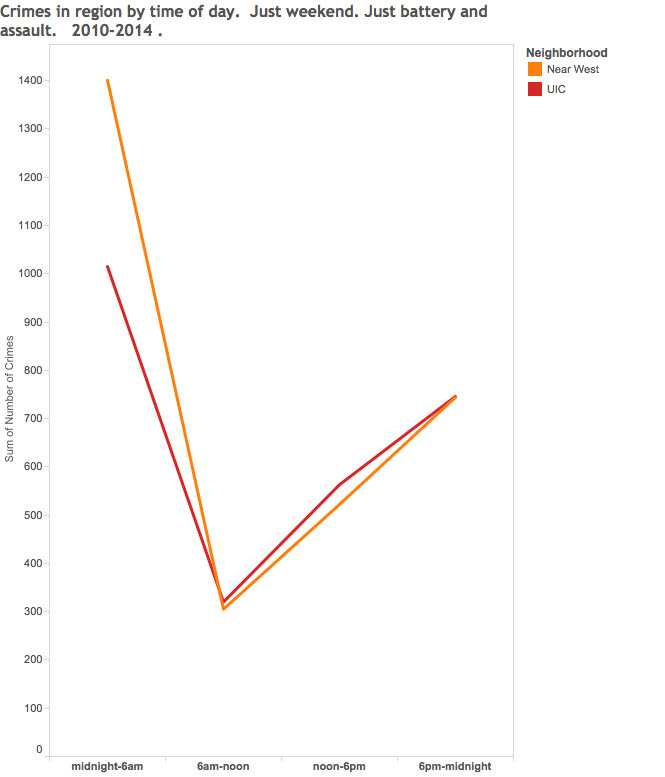 Crimes in region by time of day.  Just weekend. Just battery and
assault.   2010-2014 .
Neighborhood
Near West
UIC
Sum of Number of Crimes
1400
1300
1200
1100
1000
900
800
700
600
500
400
300
200
100
0
midnight-6am 6am-noon noon-6pm 6pm-midnight